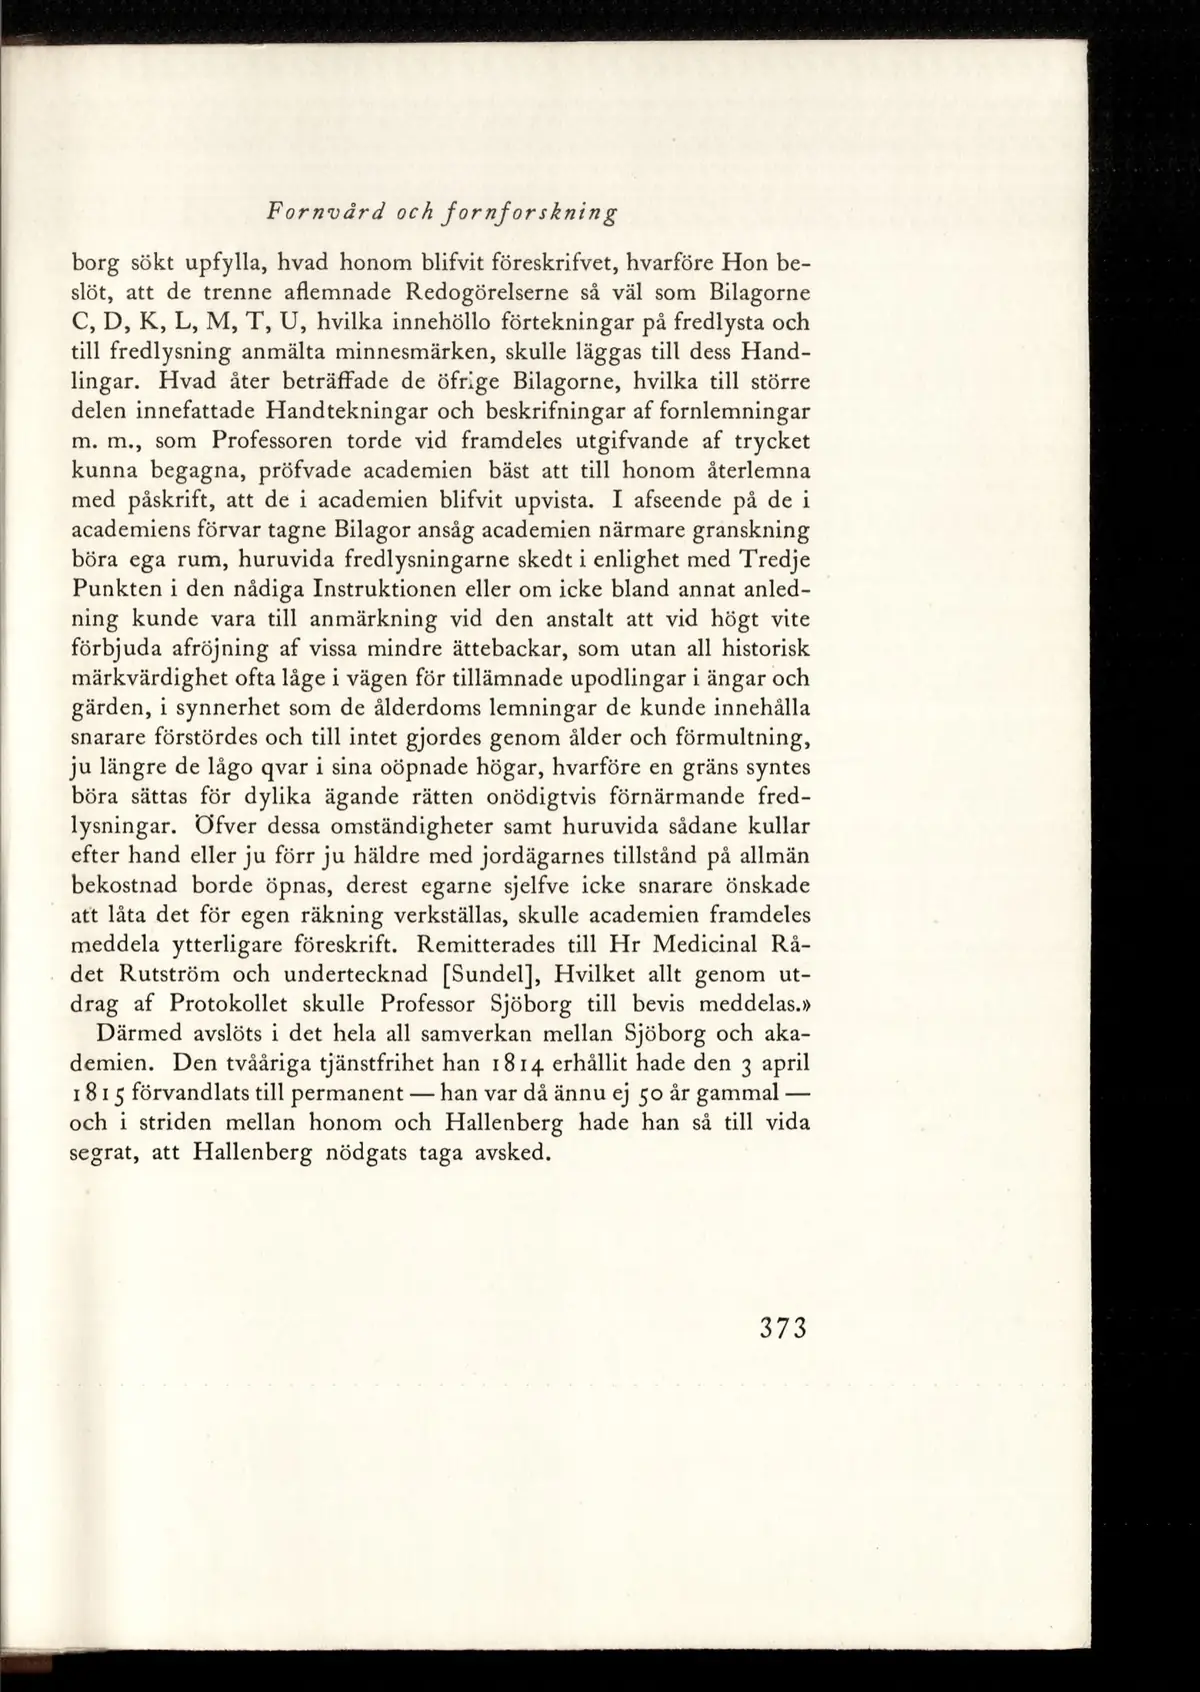 Fornvård och fornforskning
borg sökt upfylla, hvad honom blifvit föreskrifvet, hvarföre Hon be-
slöt, att de trenne aflemnade Redogörelserne så väl som Bilagorne
C, D, K, L, M, T, U, hvilka innehöllo förtekningar på fredlysta och
till fredlysning anmälta minnesmärken, skulle läggas till dess Hand-
lingar. Hvad åter beträffade de öfrige Bilagorne, hvilka till större
delen innefattade Handtekningar och beskrifningar af fornlemningar
m. m., som Professoren torde vid framdeles utgifvande af trycket
kunna begagna, pröfvade academien bäst att till honom återlemna
med påskrift, att de i academien blifvit upvista. I afseende på de i
academiens förvar tagne Bilagor ansåg academien närmare granskning
böra ega rum, huruvida fredlysningarne skedt i enlighet med Tredje
Punkten i den nådiga Instruktionen eller om icke bland annat anled-
ning kunde vara till anmärkning vid den anstalt att vid högt vite
förbjuda afröjning af vissa mindre ättebackar, som utan all historisk
märkvärdighet ofta låge i vägen för tillämnade upodlingar i ängar och
gärden, i synnerhet som de ålderdoms lemningar de kunde innehålla
snarare förstördes och till intet gjordes genom ålder och förmultning,
ju längre de lågo qvar i sina oöpnade högar, hvarföre en gräns syntes
böra sättas för dylika ägande rätten onödigtvis förnärmande fred-
lysningar. Öfver dessa omständigheter samt huruvida sådane kullar
efter hand eller ju förr ju häldre med jordägarnes tillstånd på allmän
bekostnad borde öpnas, derest egarne sjelfve icke snarare önskade
att låta det för egen räkning verkställas, skulle academien framdeles
meddela ytterligare föreskrift. Remitterades till Hr Medicinal Rå-
det Rutström och undertecknad [Sundel], Hvilket allt genom ut-
drag af Protokollet skulle Professor Sjöborg till bevis meddelas.»
Därmed avslöts i det hela all samverkan mellan Sjöborg och aka-
demien. Den tvååriga tjänstfrihet han 1814 erhållit hade den 3 april
1815 förvandlats till permanent — han var då ännu ej 50 år gammal —
och i striden mellan honom och Hallenberg hade han så till vida
segrat, att Hallenberg nödgats taga avsked.
373